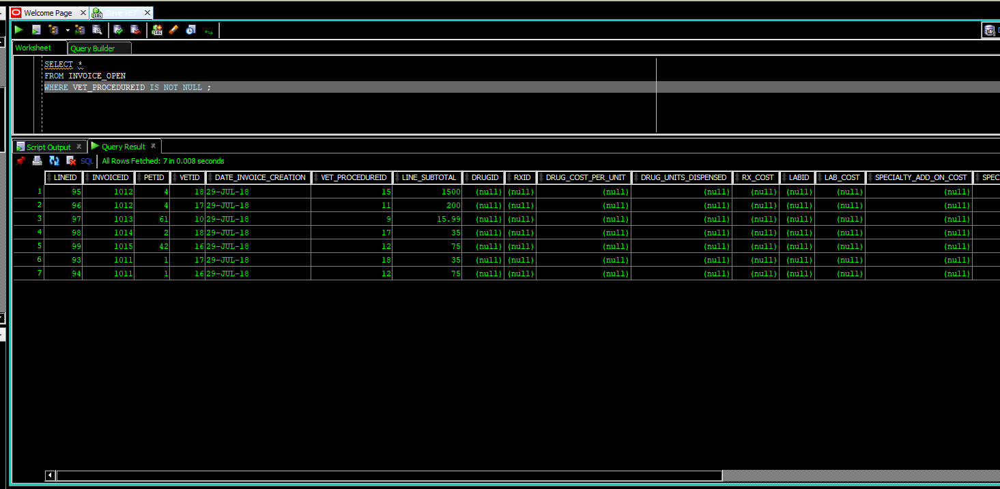 Welcome Page Dave VET
Worksheet Query Builder
SELECT *
FROM INVOICE_OPEN
WHERE VET_PROCEDUREID IS NOT NULL ;
Script Output Query Result
SQL All Rows Fetched: 7 in 0.008 seconds
LINEID INVOICEID PETID VETID DATE_INVOICE_CREATION VET_PROCEDUREID LINE_SUBTOTAL DRUGID RXID DRUG_COST_PER_UNIT DRUG_UNITS_DISPENSED RX_COST LABID LAB_COST SPECIALTY_ADD_ON_COST SPEC
1 95 1012 4 18 29-JUL-18 15 1500 (null) (null) (null) (null) (null) (null) (null) (null)
2 96 1012 4 17 29-JUL-18 11 200 (null) (null) (null) (null) (null) (null) (null) (null)
3 97 1013 61 10 29-JUL-18 9 15.99 (null) (null) (null) (null) (null) (null) (null) (null)
4 98 1014 2 18 29-JUL-18 17 35 (null) (null) (null) (null) (null) (null) (null) (null)
5 99 1015 42 16 29-JUL-18 12 75 (null) (null) (null) (null) (null) (null) (null) (null)
6 93 1011 1 17 29-JUL-18 18 35 (null) (null) (null) (null) (null) (null) (null) (null)
7 94 1011 1 16 29-JUL-18 12 75 (null) (null) (null) (null) (null) (null) (null) (null)